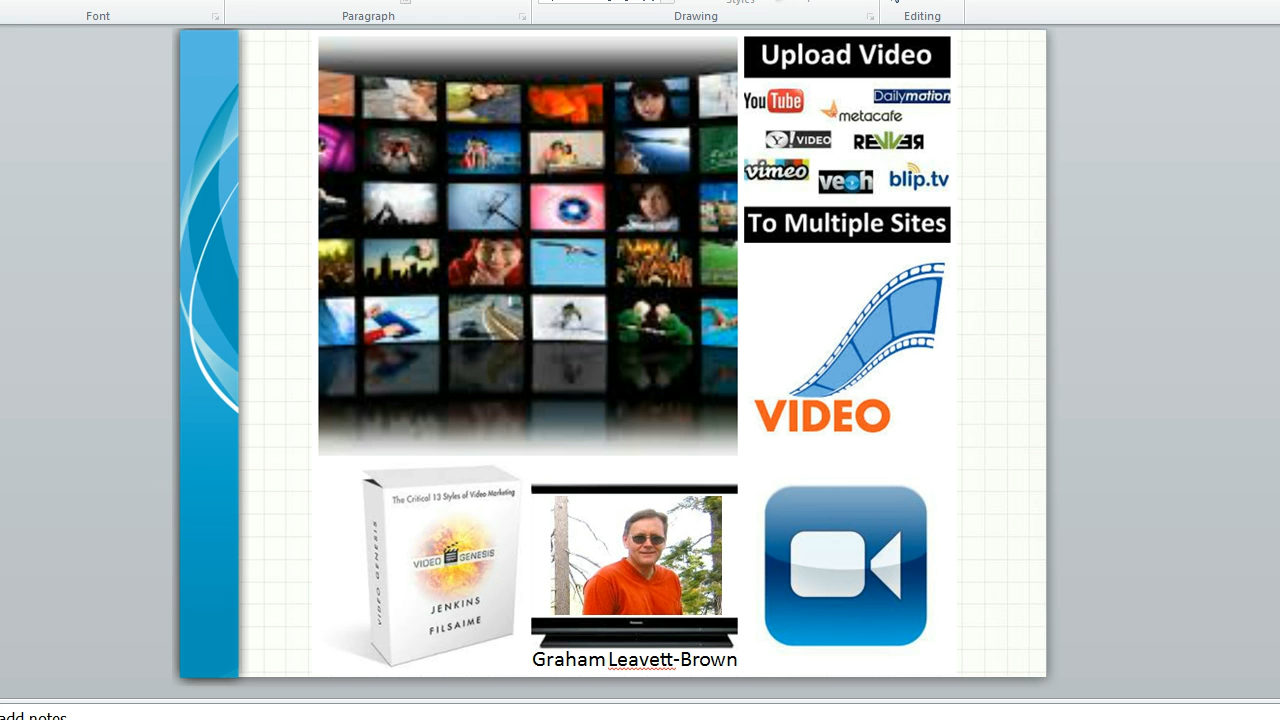 Font
Paragraph
Drawing
Editing
Upload Video
YouTube
Dailymotion
metacafe
Y! VIDEO
REVVER
vimeo
veoh
blip.tv
To Multiple Sites
VIDEO
The Critical 13 Styles of Video Marketing
VIDEO GENESIS
VIDEO GENESIS
JENKINS
FILSAIME
Graham Leavett-Brown
add notes